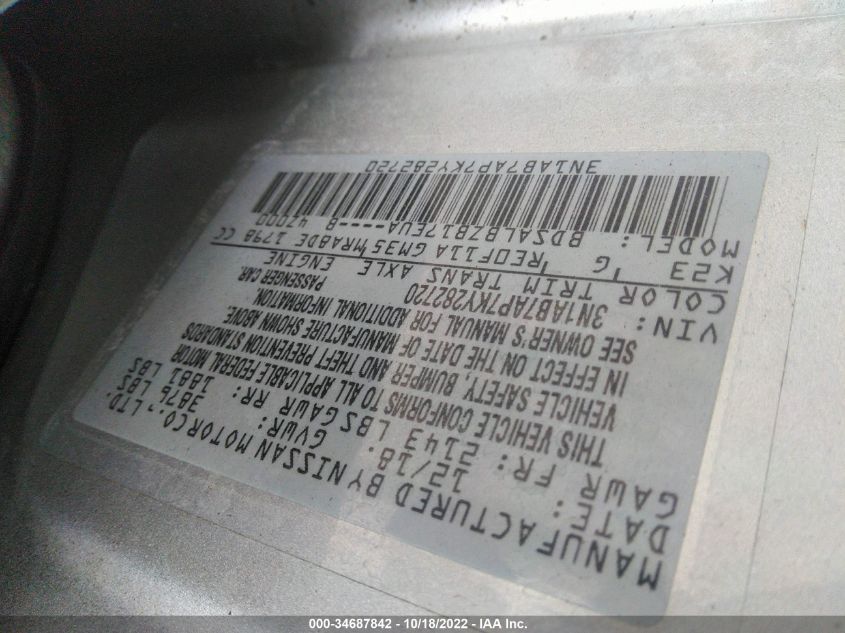 MANUFACTURED BY NISSAN MOTOR CO., LTD.
DATE: 12/18. GVWR: 3876 LBS
GAWR FR: 2143 LBS GAWR RR: 1881 LBS
THIS VEHICLE CONFORMS TO ALL APPLICABLE FEDERAL MOTOR
VEHICLE SAFETY, BUMPER AND THEFT PREVENTION STANDARDS
IN EFFECT ON THE DATE OF MANUFACTURE SHOWN ABOVE.
SEE OWNER'S MANUAL FOR ADDITIONAL INFORMATION.
VIN: 3N1AB7AP7KY282720 PASSENGER CAR.
COLOR TRIM TRANS AXLE ENGINE
K23 G RE0F11A GM35 MRA8DE 1798 CC
MODEL: BDSALBZB17EUA----B 47000
3N1AB7AP7KY282720
000-34687842 - 10/18/2022 - IAA Inc.